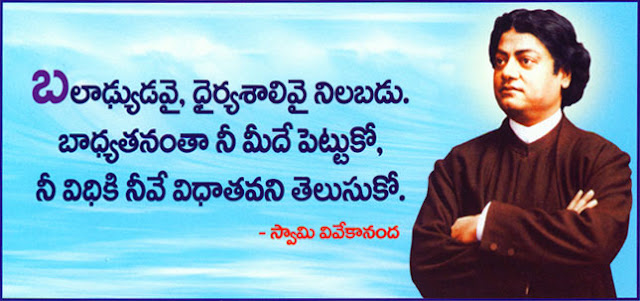 బలాఢ్యుడవై, ధైర్యశాలివై నిలబడు.
బాధ్యతనంతా నీ మీదే పెట్టుకో,
నీ విధికి నీవే విధాతవని తెలుసుకో.
- స్వామి వివేకానంద